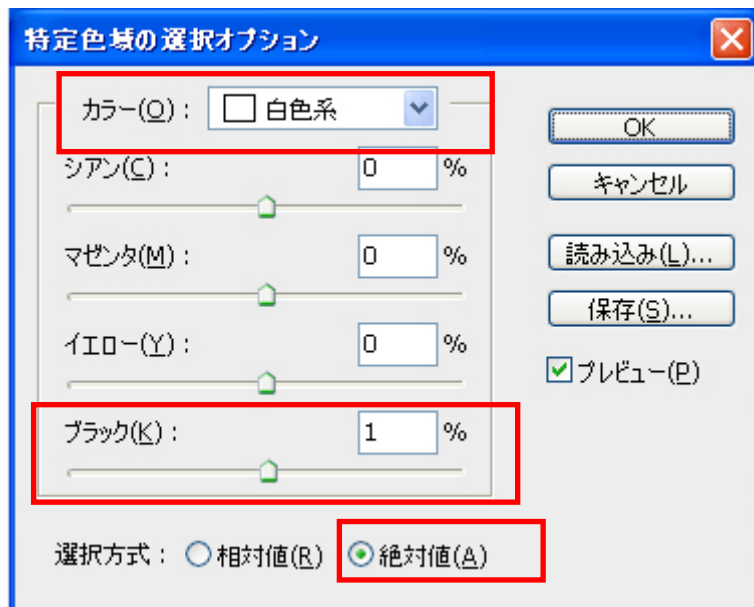 特定色域の選択オプション
カラー(O): 白色系
OK
シアン(C): 0 %
キャンセル
マゼンタ(M): 0 %
読み込み(L)...
保存(S)...
イエロー(Y): 0 %
プレビュー(P)
ブラック(K): 1 %
選択方式: 相対値(R) 絶対値(A)